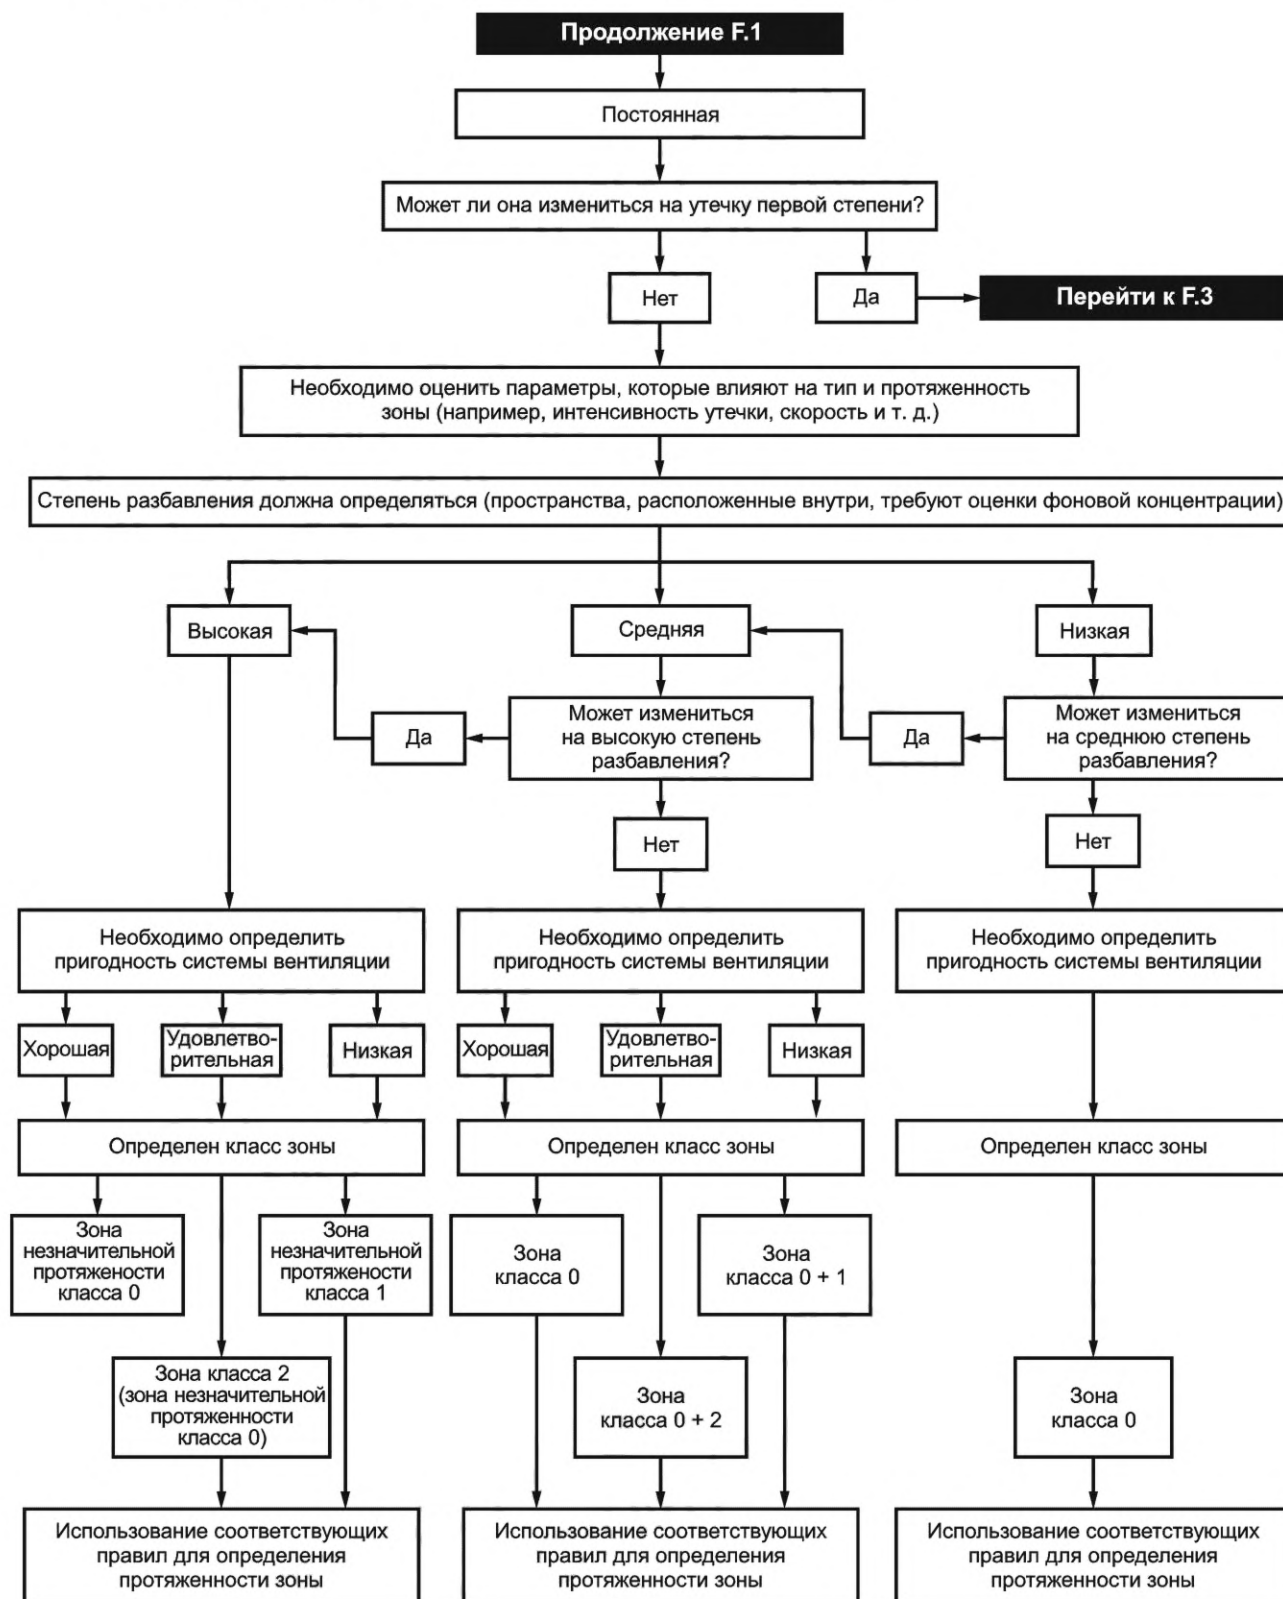 Продолжение F.1
Постоянная
Может ли она измениться на утечку первой степени?
Нет
Да
Перейти к F.3
Необходимо оценить параметры, которые влияют на тип и протяженность
зоны (например, интенсивность утечки, скорость и т. д.)
Степень разбавления должна определяться (пространства, расположенные внутри, требуют оценки фоновой концентрации)
Высокая
Средняя
Низкая
Да
Может измениться
на высокую степень
разбавления?
Да
Может измениться
на среднюю степень
разбавления?
Нет
Нет
Необходимо определить
пригодность системы вентиляции
Необходимо определить
пригодность системы вентиляции
Необходимо определить
пригодность системы вентиляции
Хорошая
Удовлетво-
рительная
Низкая
Хорошая
Удовлетво-
рительная
Низкая
Определен класс зоны
Определен класс зоны
Определен класс зоны
Зона
незначительной
протяжености
класса 0
Зона
незначительной
протяжености
класса 1
Зона
класса 0
Зона
класса 0 + 1
Зона класса 2
(зона незначительной
протяженности
класса 0)
Зона
класса 0 + 2
Зона
класса 0
Использование соответствующих
правил для определения
протяженности зоны
Использование соответствующих
правил для определения
протяженности зоны
Использование соответствующих
правил для определения
протяженности зоны